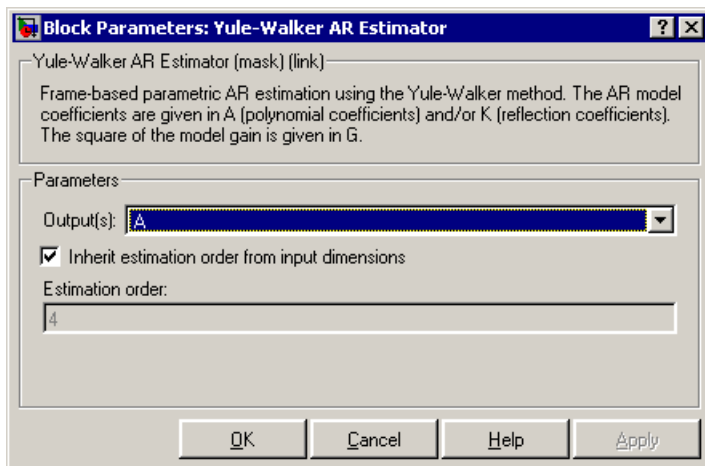 Block Parameters: Yule-Walker AR Estimator
Yule-Walker AR Estimator (mask) (link)
Frame-based parametric AR estimation using the Yule-Walker method. The AR model
coefficients are given in A (polynomial coefficients) and/or K (reflection coefficients).
The square of the model gain is given in G.
Parameters
Output(s): A
Inherit estimation order from input dimensions
Estimation order:
4
OK Cancel Help Apply